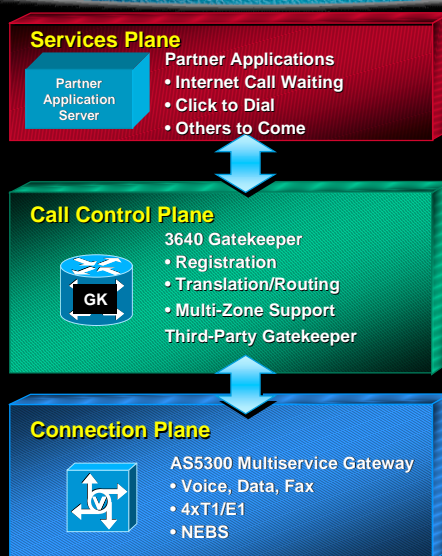 Services Plane
Partner Application Server
Partner Applications
• Internet Call Waiting
• Click to Dial
• Others to Come
Call Control Plane
GK
3640 Gatekeeper
• Registration
• Translation/Routing
• Multi-Zone Support
Third-Party Gatekeeper
Connection Plane
V
AS5300 Multiservice Gateway
• Voice, Data, Fax
• 4xT1/E1
• NEBS